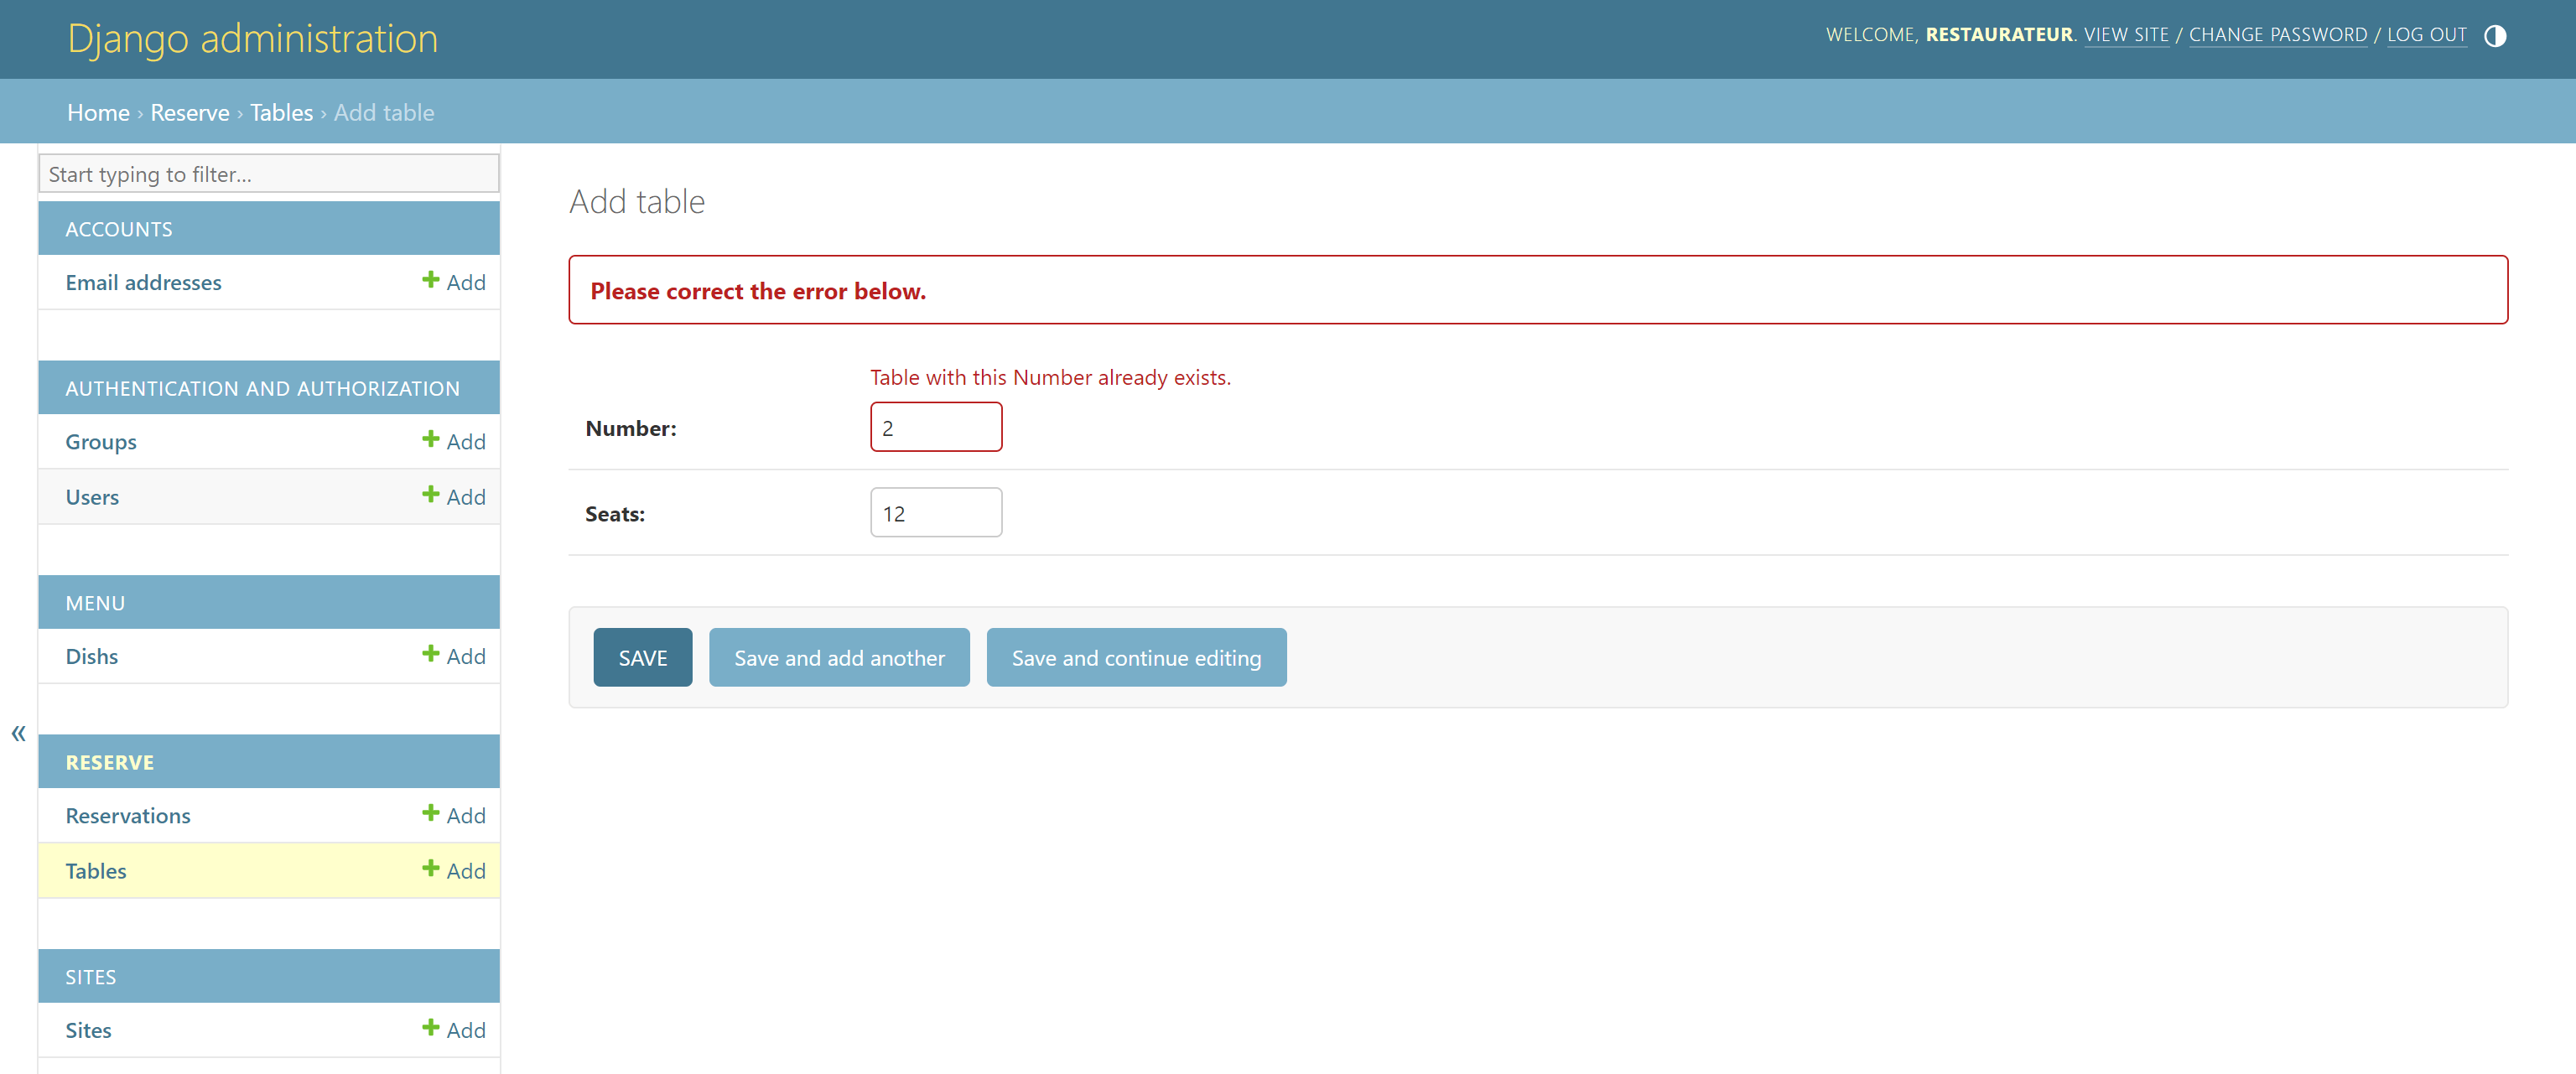 Django administration
WELCOME, RESTAURATEUR. VIEW SITE / CHANGE PASSWORD / LOG OUT
Home › Reserve › Tables › Add table
Start typing to filter...
ACCOUNTS
Email addresses Add
AUTHENTICATION AND AUTHORIZATION
Groups Add
Users Add
MENU
Dishs Add
RESERVE
Reservations Add
Tables Add
SITES
Sites Add
«
Add table
Please correct the error below.
Table with this Number already exists.
Number: 2
Seats: 12
SAVE Save and add another Save and continue editing